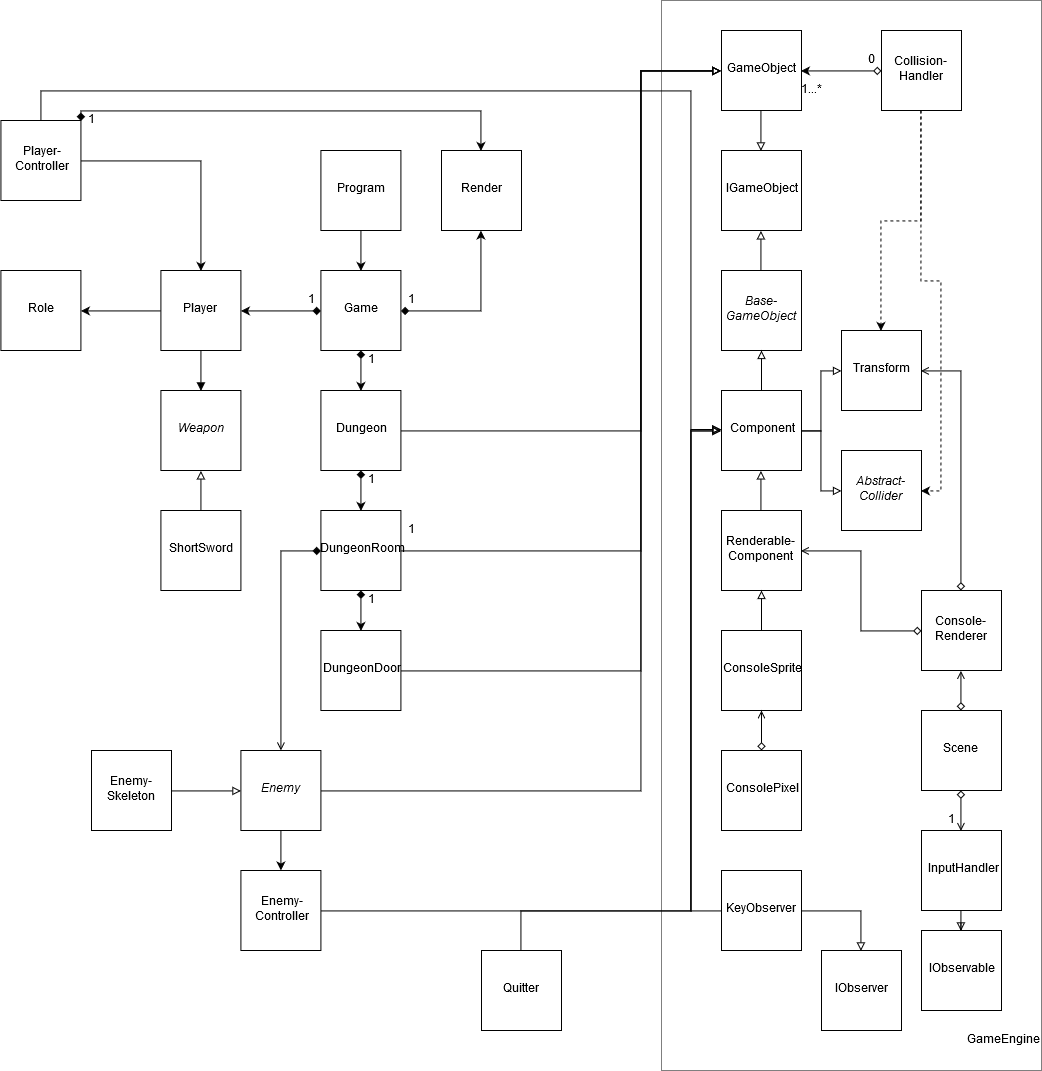 GameObject
0
Collision-
Handler
1...*
1
Player-
Controller
Program
Render
IGameObject
Role
Player
1
Game
1
Base-
GameObject
1
Transform
Weapon
Dungeon
Component
1
Abstract-
Collider
ShortSword
DungeonRoom
1
Renderable-
Component
1
Console-
Renderer
DungeonDoor
ConsoleSprite
Scene
Enemy-
Skeleton
Enemy
ConsolePixel
1
InputHandler
Enemy-
Controller
KeyObserver
Quitter
IObserver
IObservable
GameEngine